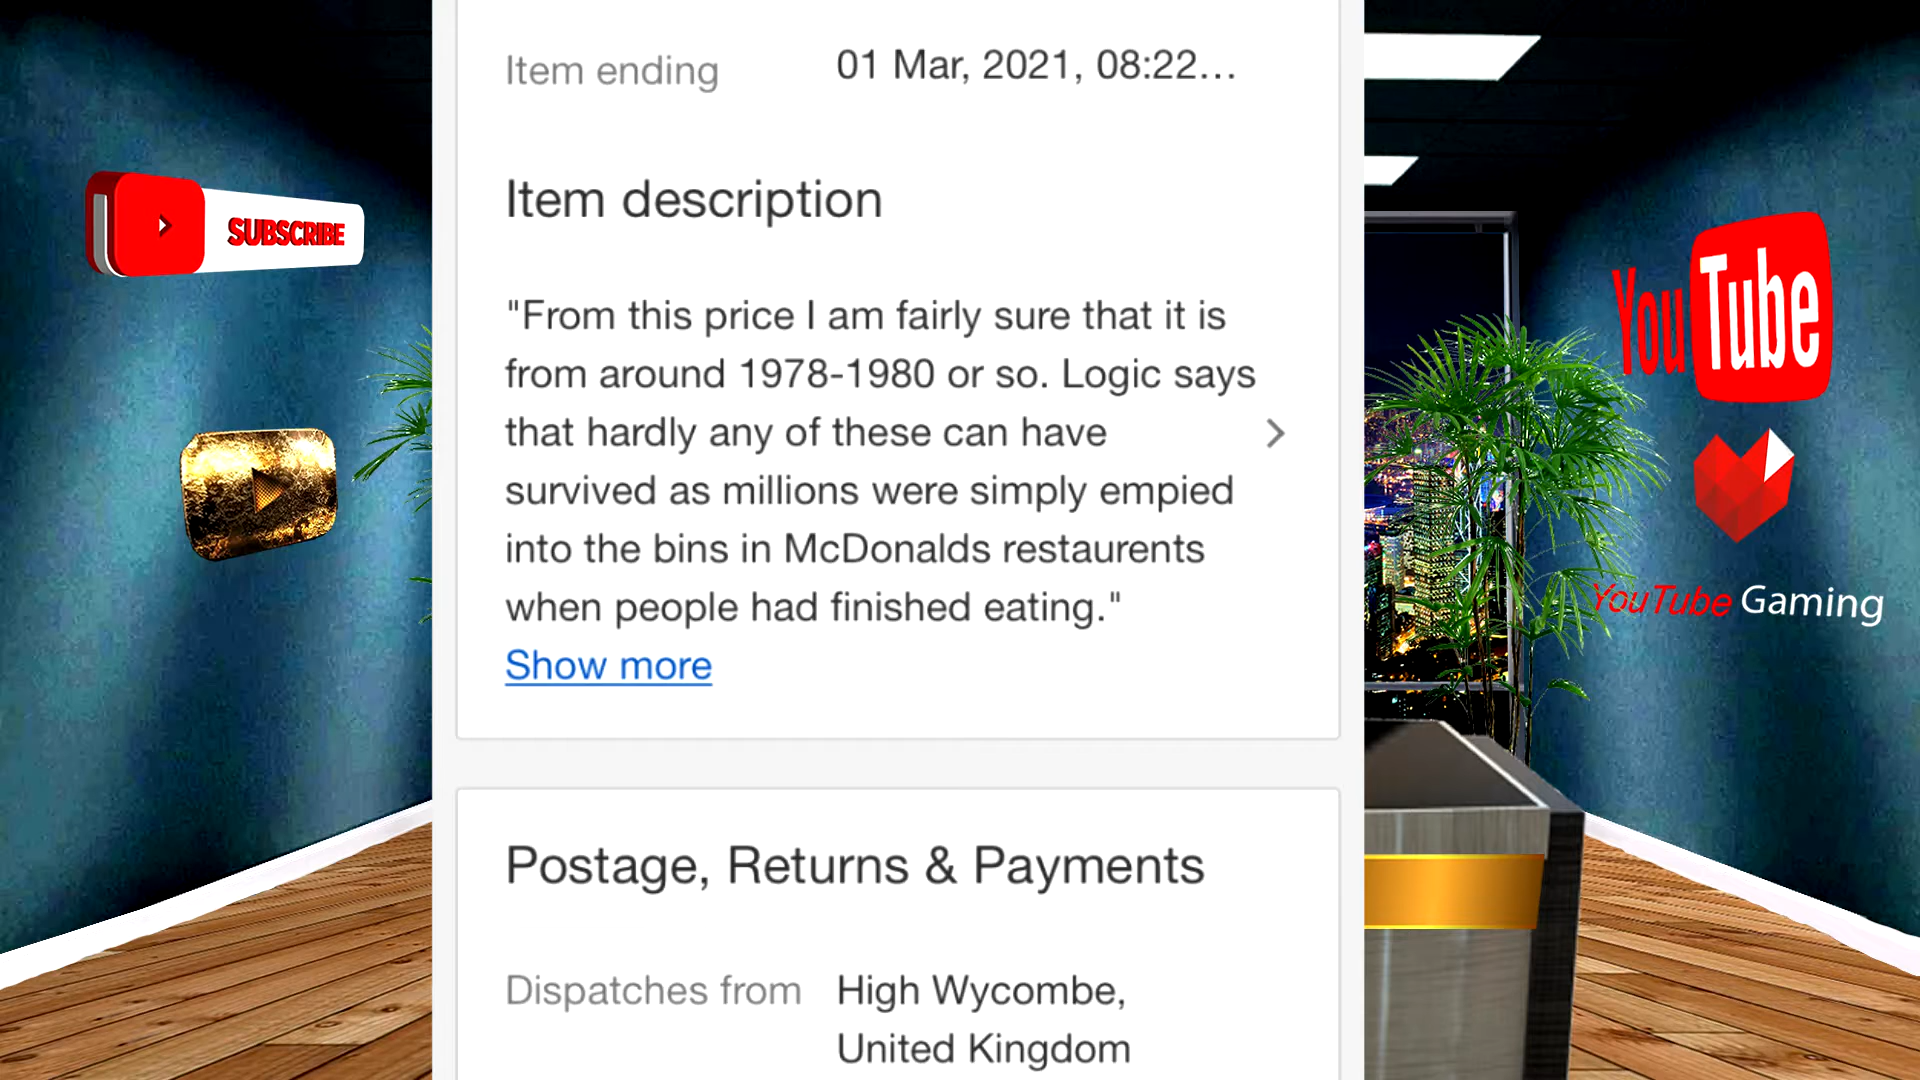 Item ending
01 Mar, 2021, 08:22...
Item description
"From this price I am fairly sure that it is
from around 1978-1980 or so. Logic says
that hardly any of these can have
survived as millions were simply empied
into the bins in McDonalds restaurents
when people had finished eating."
Show more
Postage, Returns & Payments
Dispatches from
High Wycombe,
United Kingdom
SUBSCRIBE
YouTube
YouTube Gaming